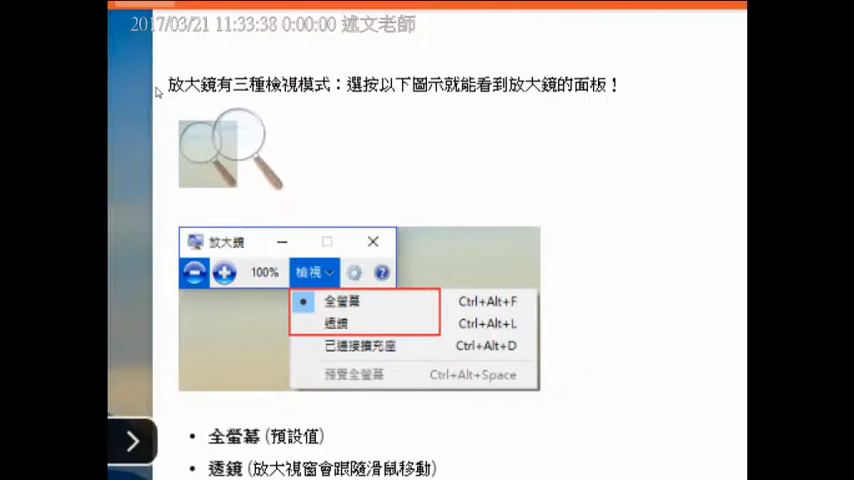 2017/03/21 11:33:38 0:00:00 述文老師
放大鏡有三種檢視模式：選按以下圖示就能看到放大鏡的面板！
放大鏡
100% 檢視
全螢幕 Ctrl+Alt+F
透鏡 Ctrl+Alt+L
已連接擴充座 Ctrl+Alt+D
預覽全螢幕 Ctrl+Alt+Space
• 全螢幕 (預設值)
• 透鏡 (放大視窗會跟隨滑鼠移動)